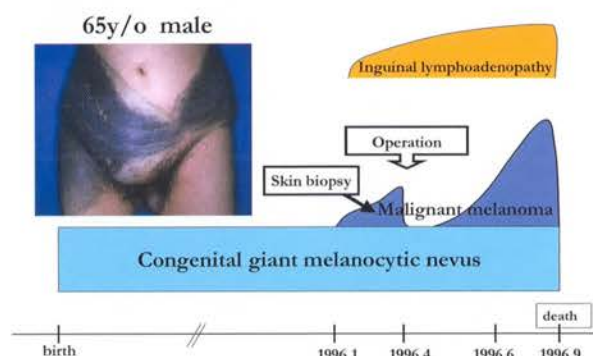 65y/o male
Inguinal lymphoadenopathy
Operation
Skin biopsy
Malignant melanoma
Congenital giant melanocytic nevus
death
birth
1996.1
1996.4
1996.6
1996.9